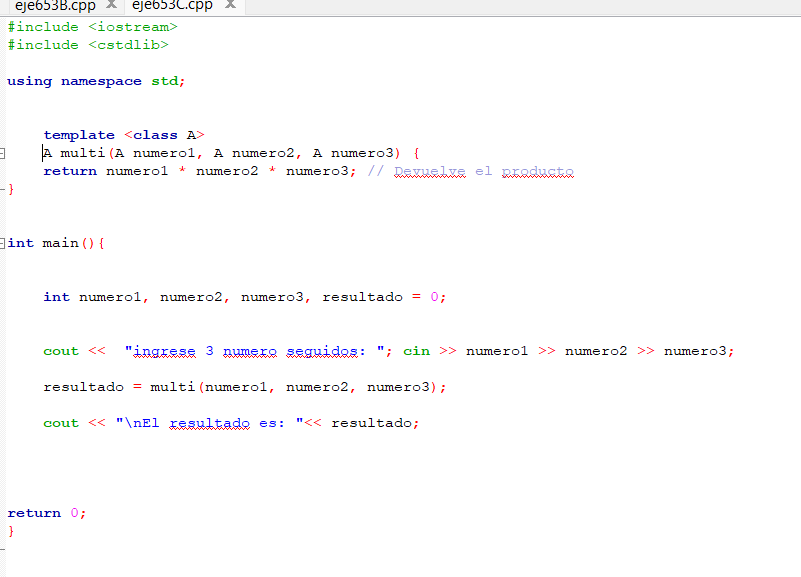 eje653B.cpp X eje653C.cpp X
#include <iostream>
#include <cstdlib>
using namespace std;
template <class A>
A multi(A numero1, A numero2, A numero3) {
return numero1 * numero2 * numero3; // Devuelve el producto
}
int main(){
int numero1, numero2, numero3, resultado = 0;
cout << "ingrese 3 numero seguidos: "; cin >> numero1 >> numero2 >> numero3;
resultado = multi(numero1, numero2, numero3);
cout << "\nEl resultado es: "<< resultado;
return 0;
}